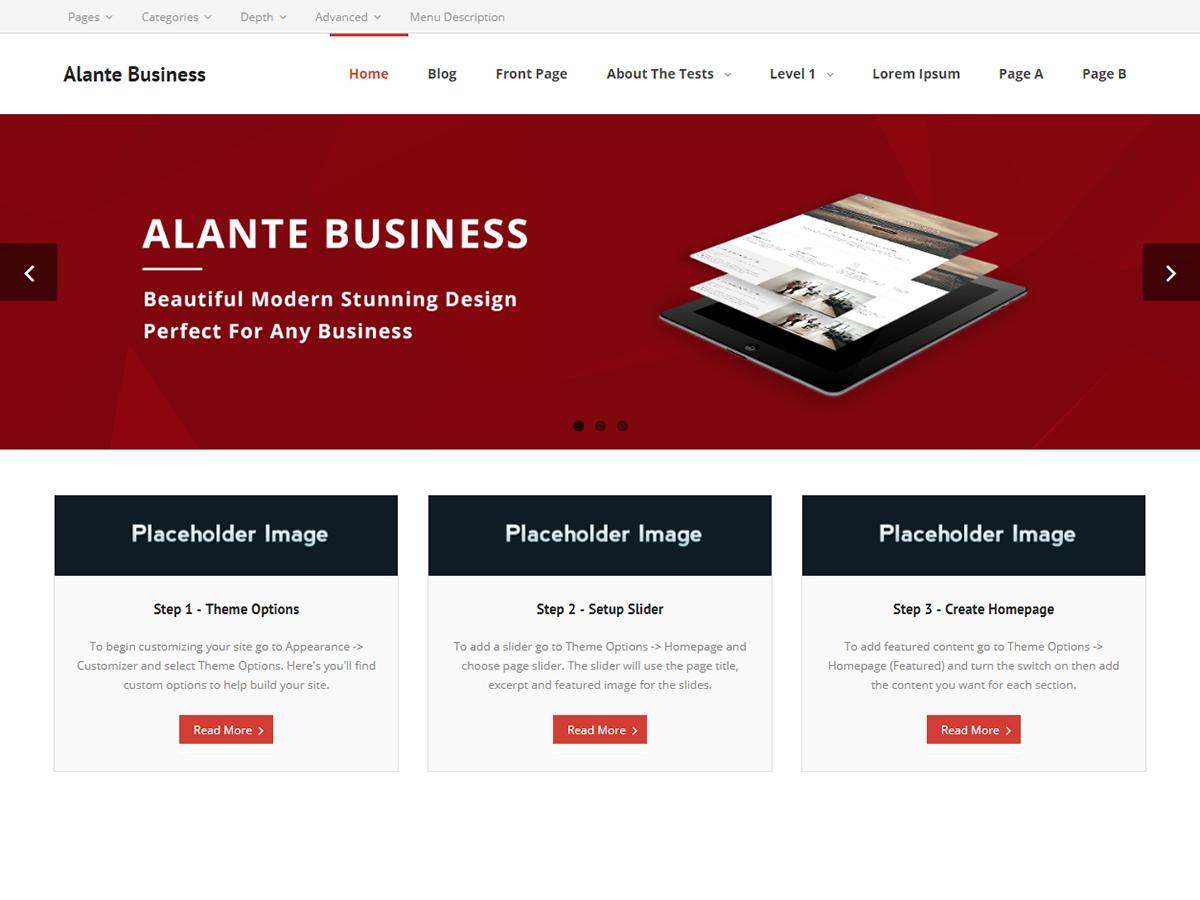 Pages Categories Depth Advanced Menu Description
Alante Business Home Blog Front Page About The Tests Level 1 Lorem Ipsum Page A Page B
ALANTE BUSINESS
Beautiful Modern Stunning Design
Perfect For Any Business
Placeholder Image
Step 1 - Theme Options
To begin customizing your site go to Appearance ->
Customizer and select Theme Options. Here's you'll find
custom options to help build your site.
Read More
Placeholder Image
Step 2 - Setup Slider
To add a slider go to Theme Options -> Homepage and
choose page slider. The slider will use the page title,
excerpt and featured image for the slides.
Read More
Placeholder Image
Step 3 - Create Homepage
To add featured content go to Theme Options ->
Homepage (Featured) and turn the switch on then add
the content you want for each section.
Read More